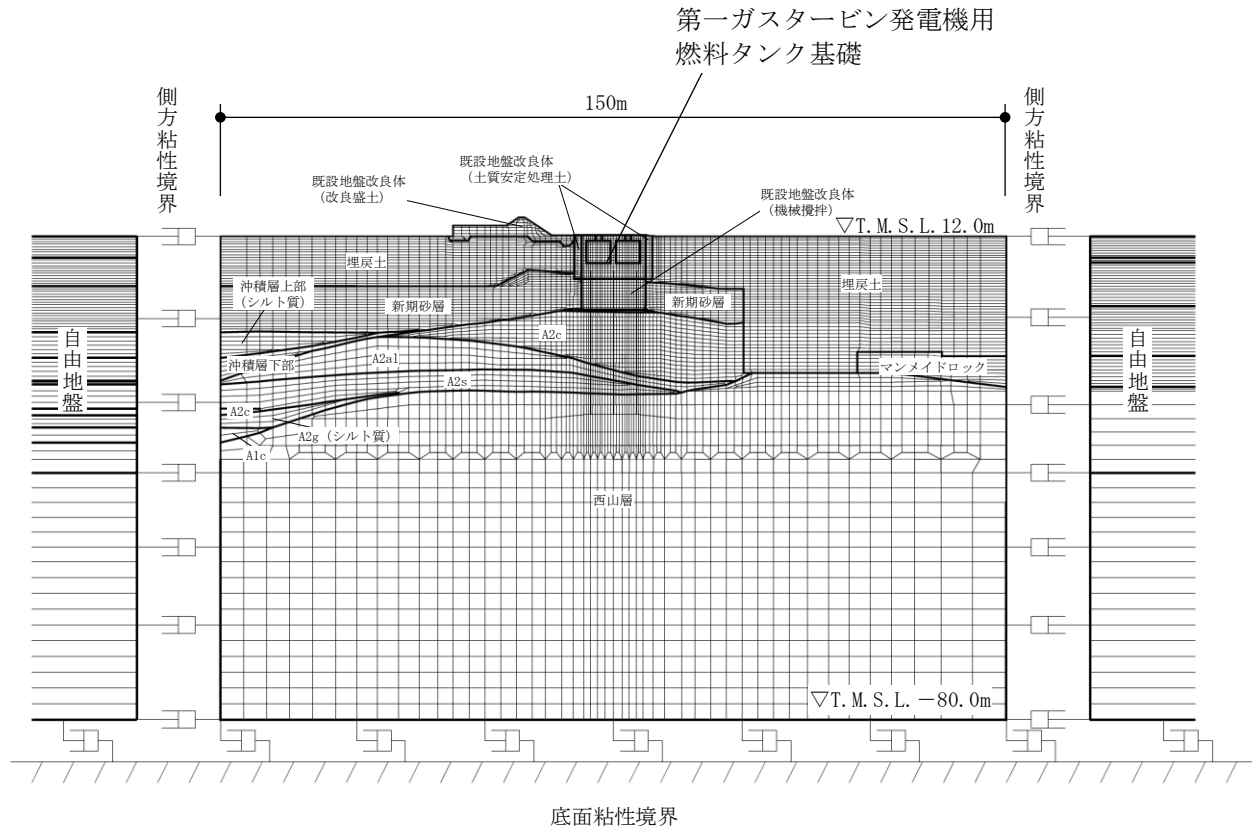 第一ガスタービン発電機用
燃料タンク基礎
側方粘性境界
150m
側方粘性境界
既設地盤改良体
(土質安定処理土)
既設地盤改良体
(改良盛土)
既設地盤改良体
(機械攪拌)
▽T.M.S.L.12.0m
埋戻土
埋戻土
沖積層上部
(シルト質)
新期砂層
新期砂層
自由地盤
A2c
自由地盤
沖積層下部
A2al
マンメイドロック
A2s
A2c
A2g(シルト質)
A1c
西山層
▽T.M.S.L.-80.0m
底面粘性境界